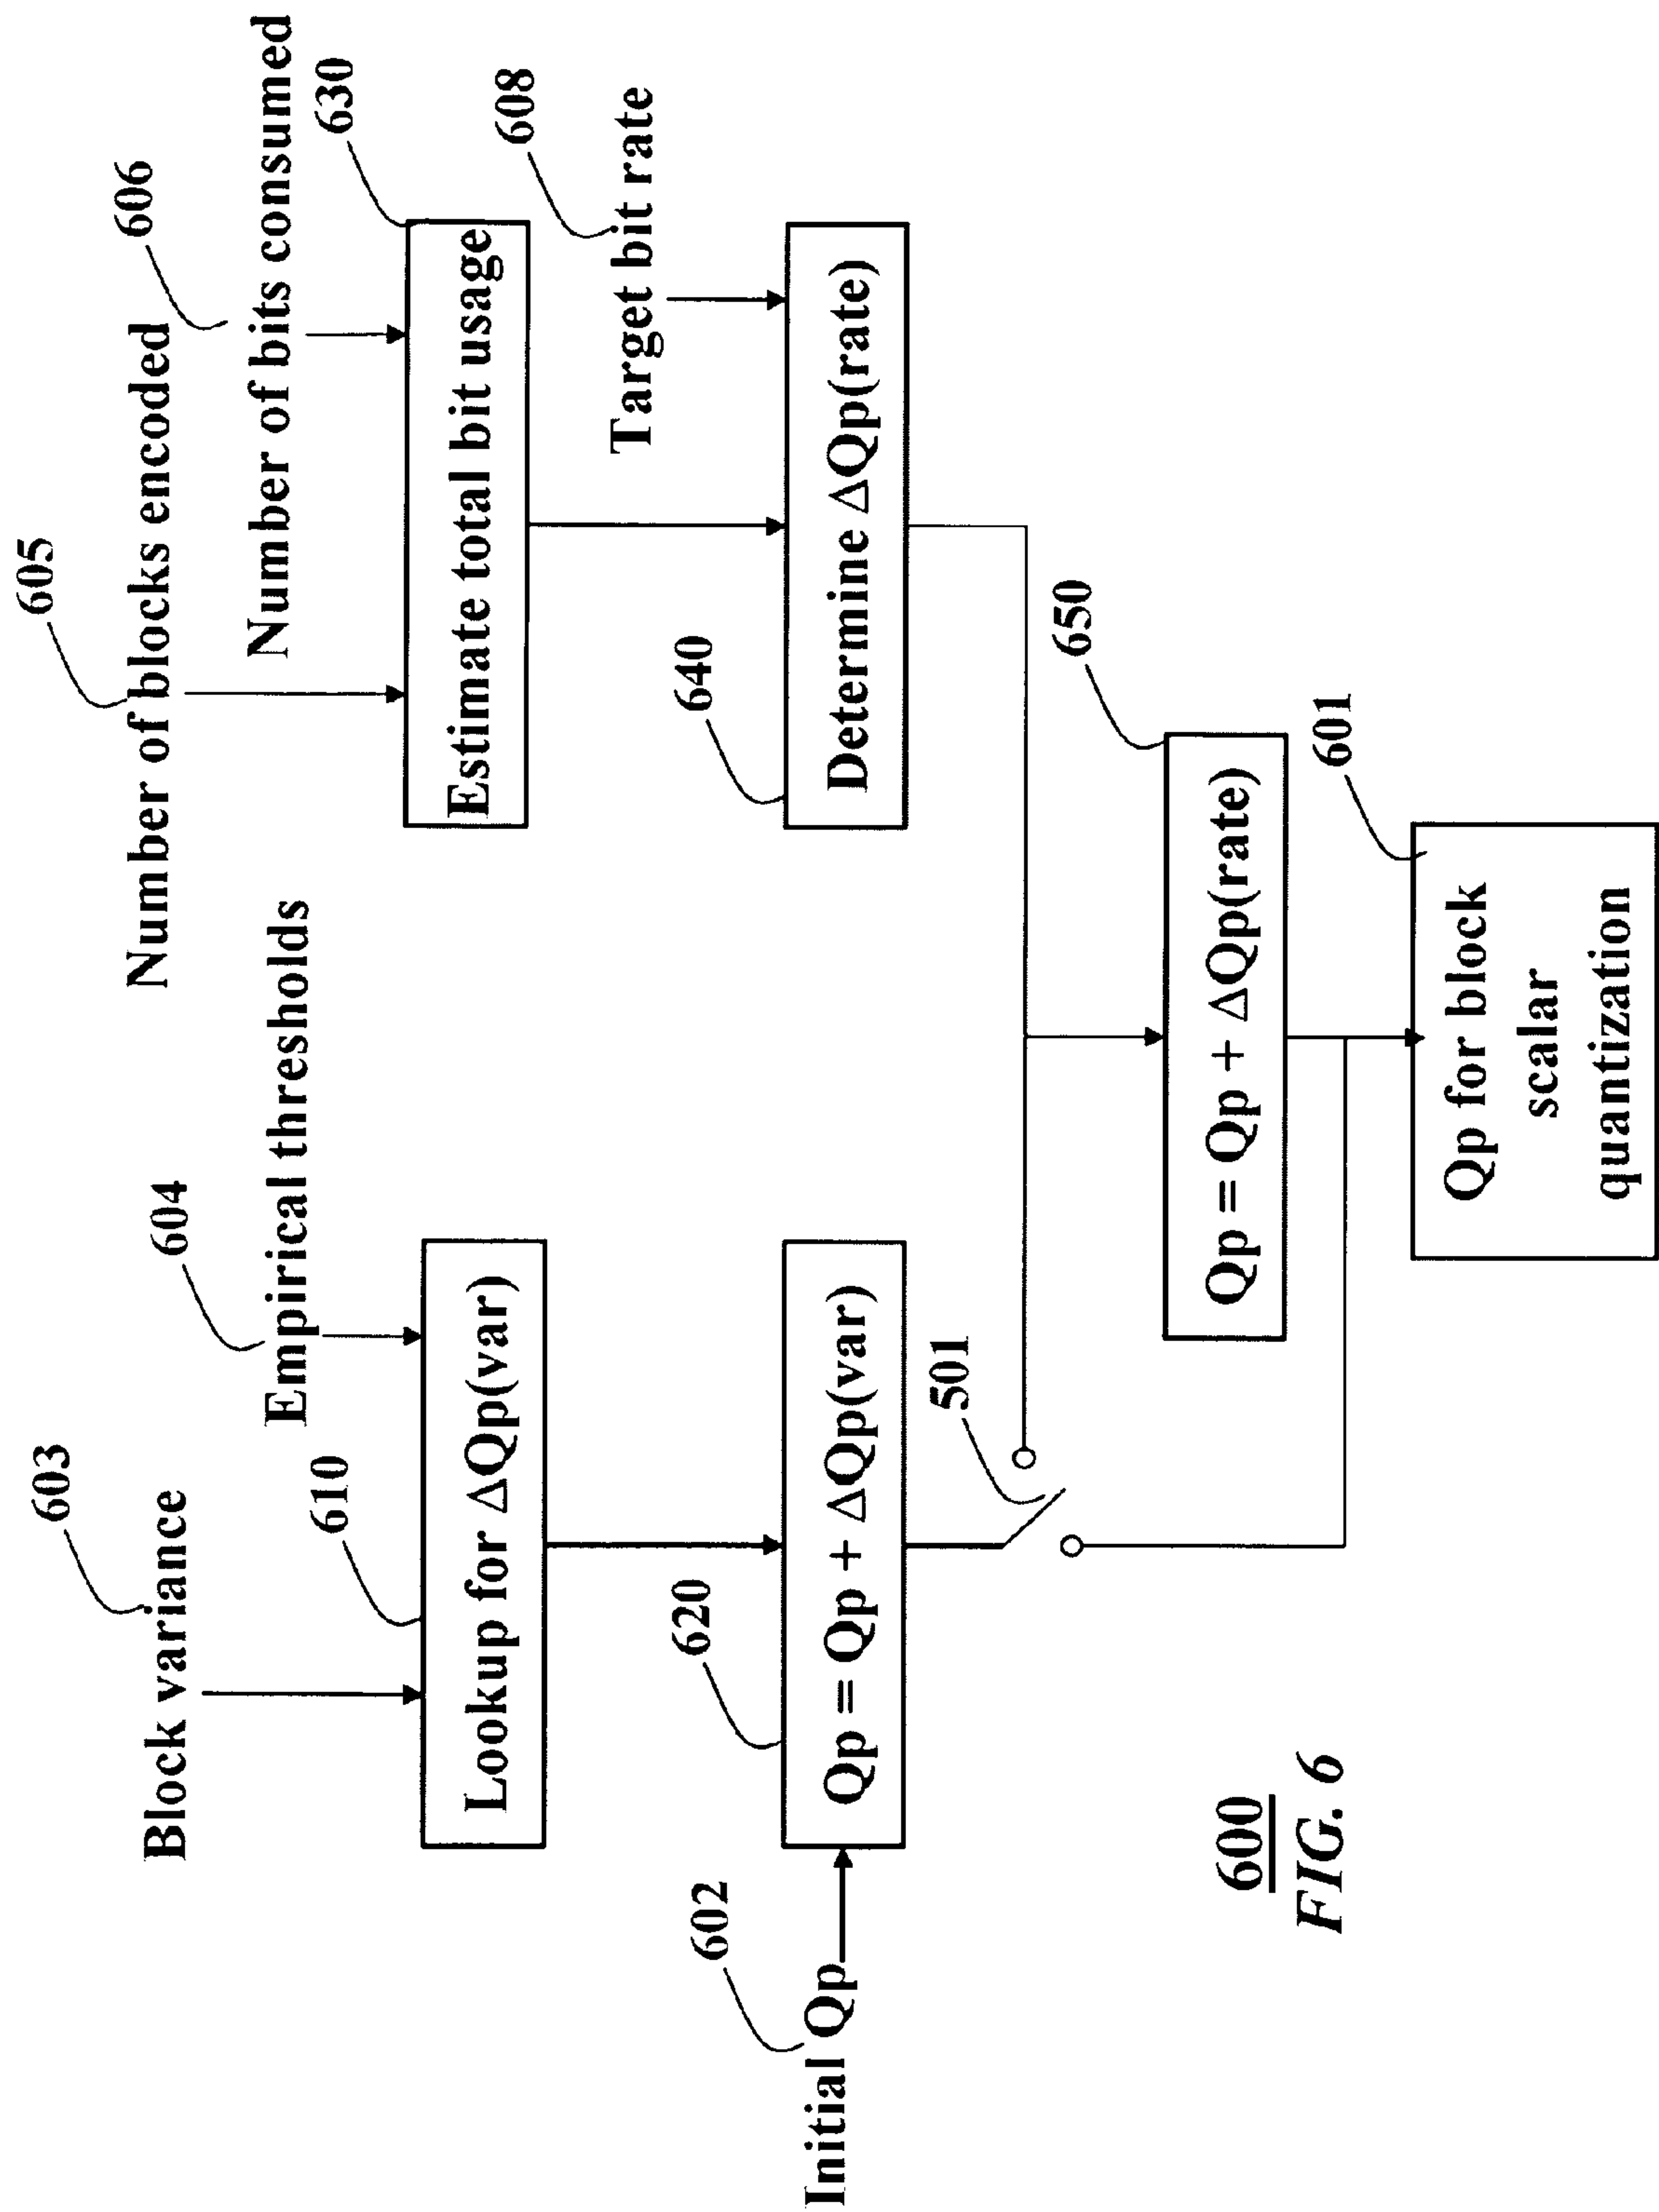 605
Number of blocks encoded
606
Number of bits consumed
603
Block variance
604
Empirical thresholds
610
Lookup for ΔQp(var)
630
Estimate total bit usage
608
Target bit rate
602
Initial Qp
620
Qp = Qp + ΔQp(var)
640
Determine ΔQp(rate)
501
650
Qp = Qp + ΔQp(rate)
601
Qp for block
scalar
quantization
600
FIG. 6